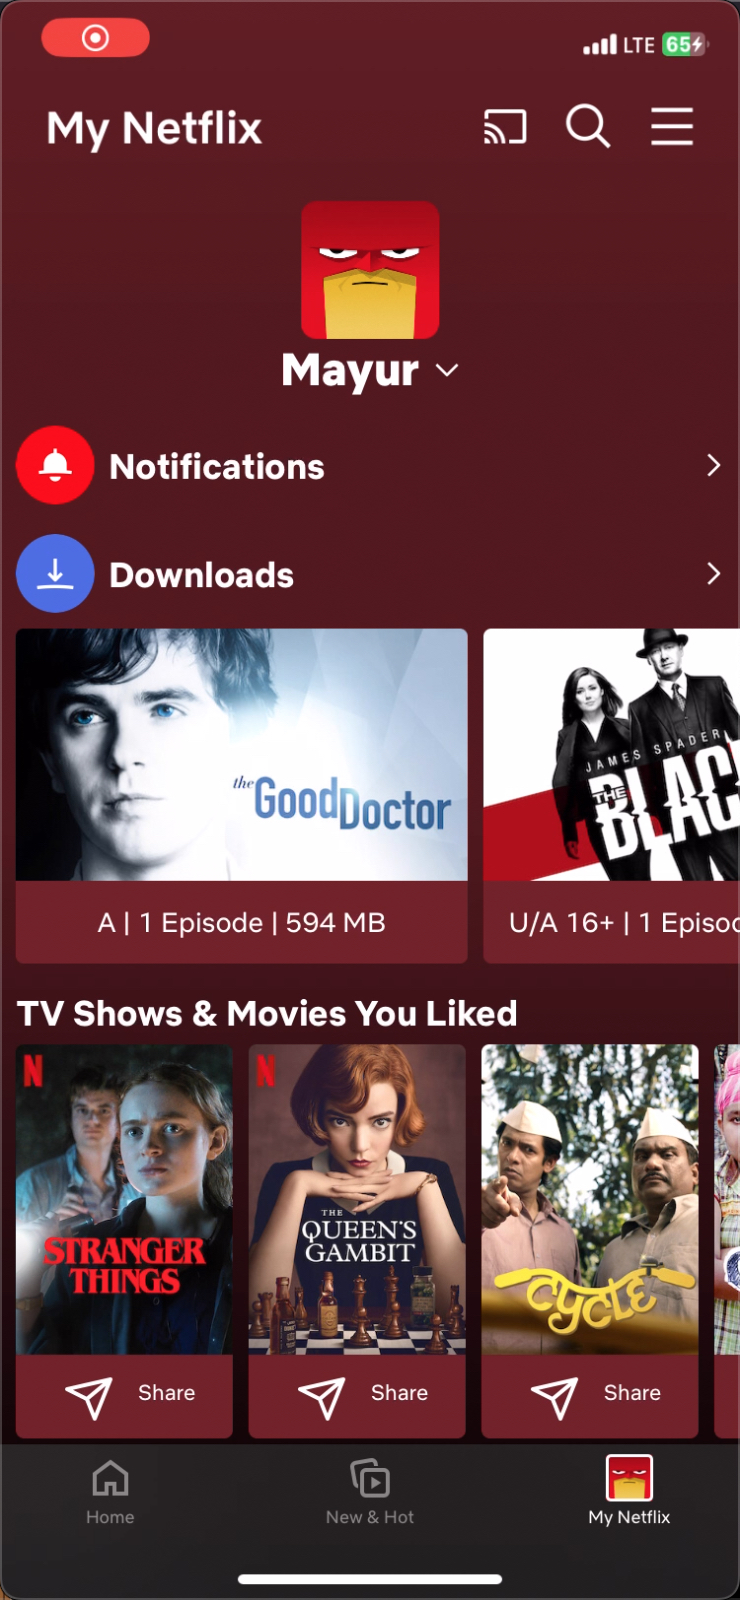 LTE 65
My Netflix
Mayur
Notifications
Downloads
the Good Doctor
JAMES SPADER
THE
BLAC
A | 1 Episode | 594 MB
U/A 16+ | 1 Episo
TV Shows & Movies You Liked
N
STRANGER
THINGS
N
THE
QUEEN'S
GAMBIT
CYCLE
Share
Share
Share
Home
New & Hot
My Netflix